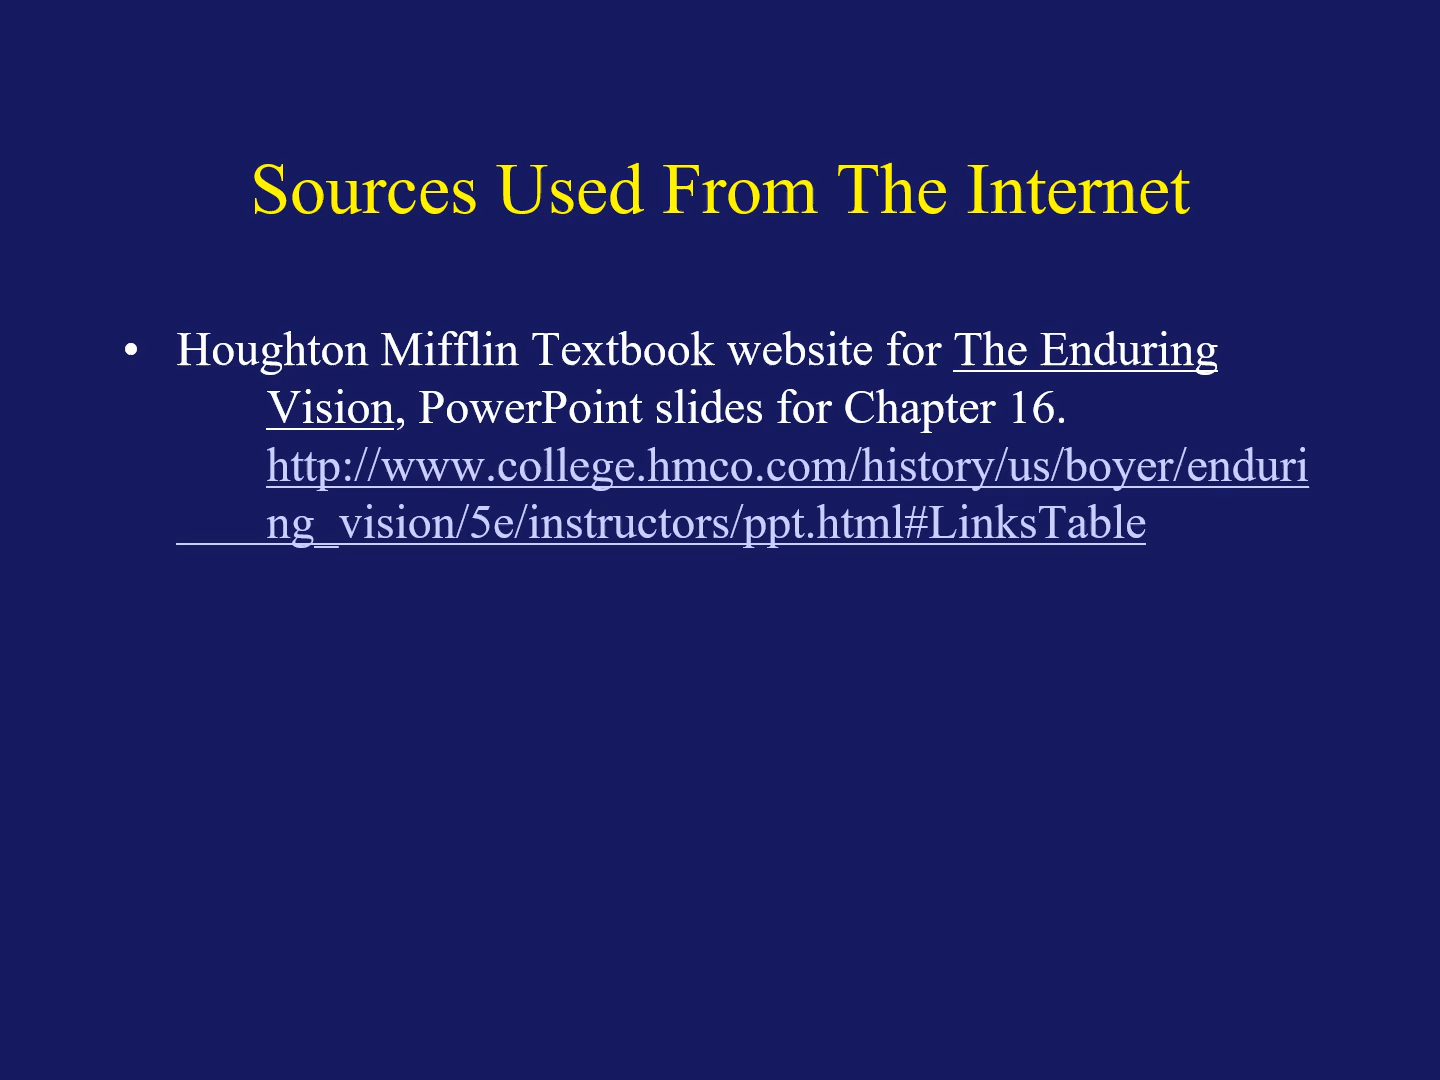 Sources Used From The Internet
• Houghton Mifflin Textbook website for The Enduring
Vision, PowerPoint slides for Chapter 16.
http://www.college.hmco.com/history/us/boyer/enduri
ng_vision/5e/instructors/ppt.html#LinksTable